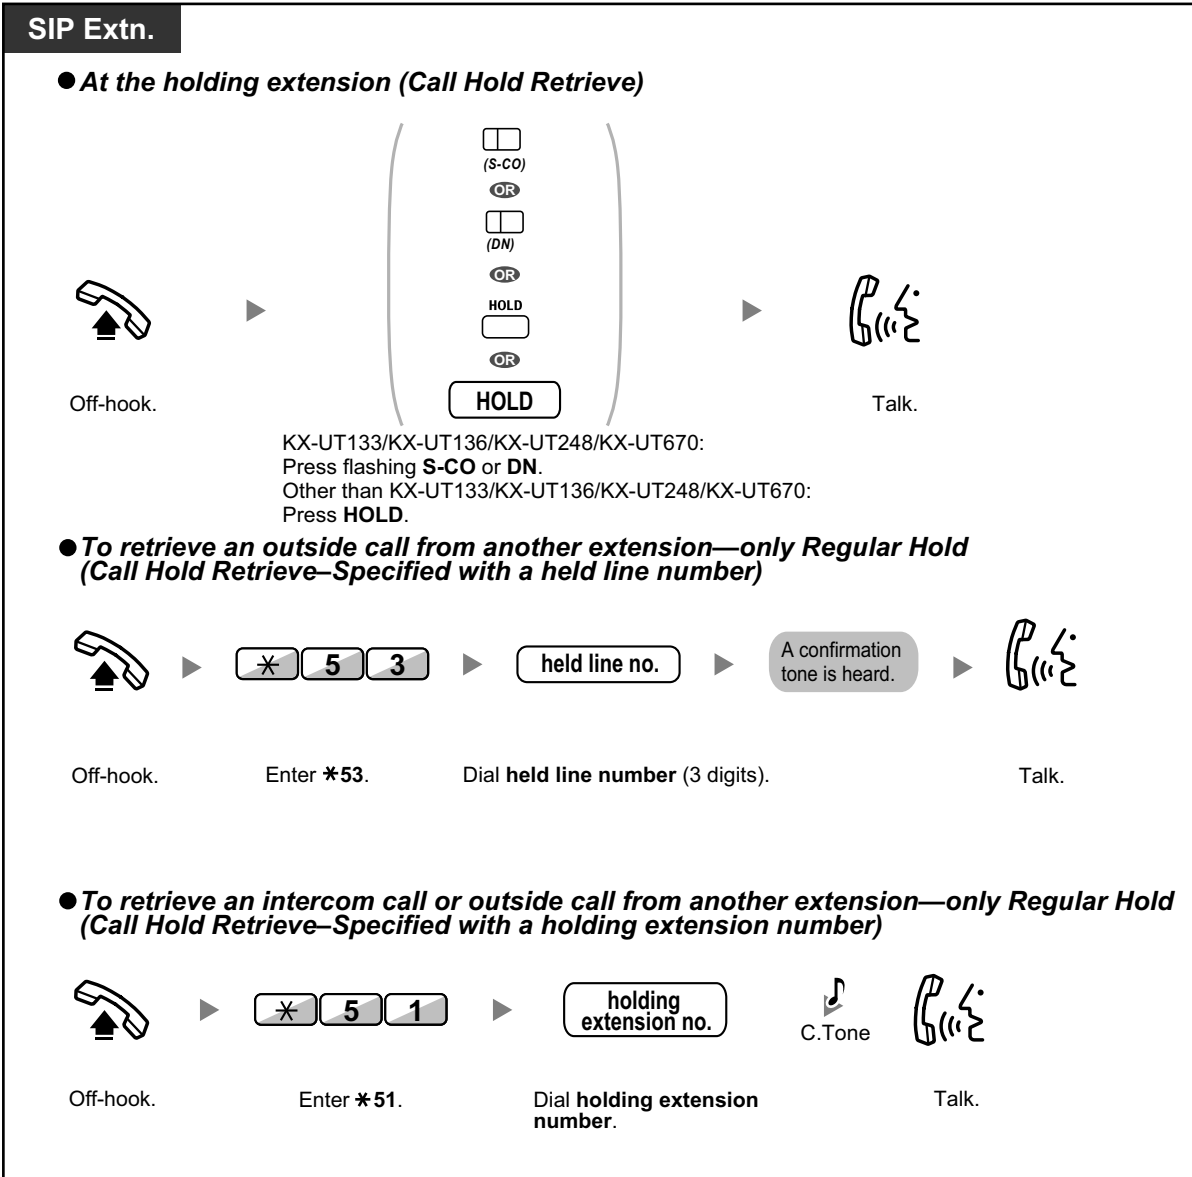 SIP Extn.
● At the holding extension (Call Hold Retrieve)
(S-CO)
OR
(DN)
OR
HOLD
OR
HOLD
Off-hook.
Talk.
KX-UT133/KX-UT136/KX-UT248/KX-UT670:
Press flashing S-CO or DN.
Other than KX-UT133/KX-UT136/KX-UT248/KX-UT670:
Press HOLD.
● To retrieve an outside call from another extension—only Regular Hold
(Call Hold Retrieve–Specified with a held line number)
* 5 3
held line no.
A confirmation
tone is heard.
Off-hook.
Enter *53.
Dial held line number (3 digits).
Talk.
● To retrieve an intercom call or outside call from another extension—only Regular Hold
(Call Hold Retrieve–Specified with a holding extension number)
* 5 1
holding
extension no.
C.Tone
Off-hook.
Enter *51.
Dial holding extension
number.
Talk.